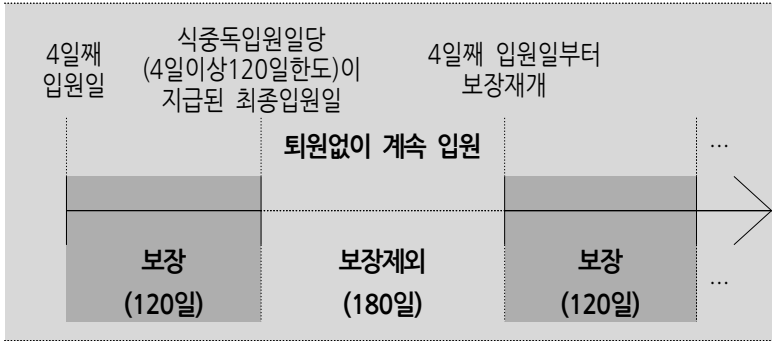 4일째
입원일
식중독입원일당
(4일이상120일한도)이
지급된 최종입원일
4일째 입원일부터
보장재개
퇴원없이 계속 입원
…
보장
(120일)
보장제외
(180일)
보장
(120일)
…